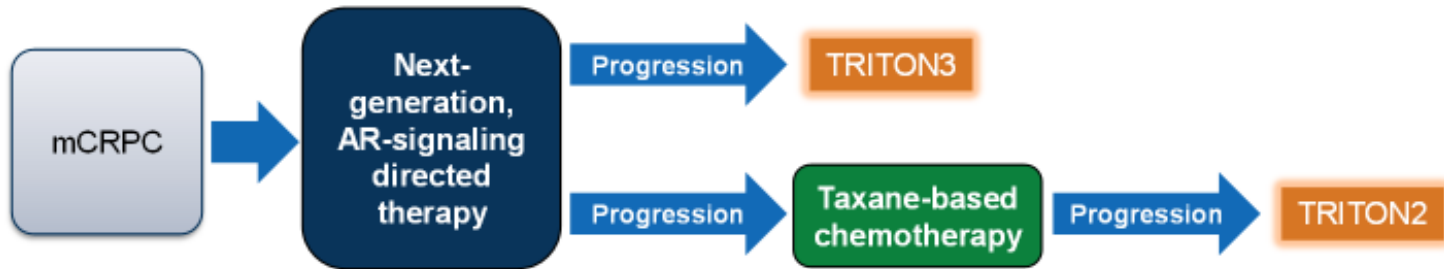 mCRPC
Next-
generation,
AR-signaling
directed
therapy
Progression
TRITON3
Progression
Taxane-based
chemotherapy
Progression
TRITON2